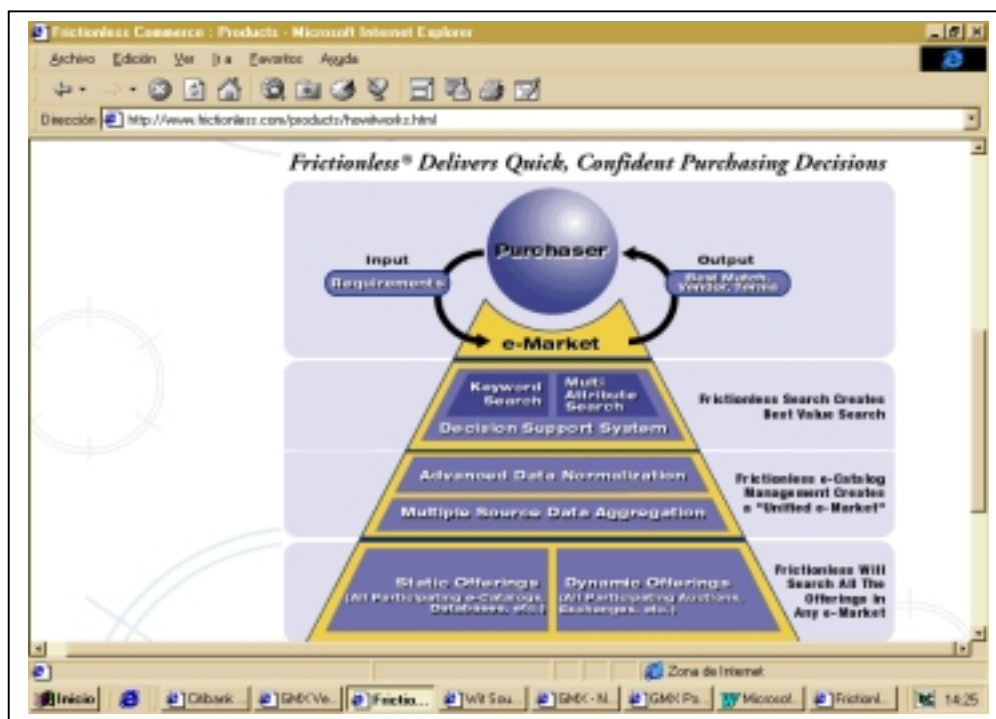 Frictionless Commerce : Products - Microsoft Internet Explorer
Archivo Edición Ver Ir a Favoritos Ayuda
Dirección http://www.frictionless.com/products/howitworks.html
Frictionless® Delivers Quick, Confident Purchasing Decisions
Purchaser
Input
Output
Requirements
Best Match,
Vendor, Terms
e-Market
Keyword
Search
Multi
Attribute
Search
Decision Support System
Frictionless Search Creates
Best Value Search
Advanced Data Normalization
Multiple Source Data Aggregation
Frictionless e-Catalog
Management Creates
a "Unified e-Market"
Static Offerings
(All Participating e-Catalogs,
Databases, etc.)
Dynamic Offerings
(All Participating Auctions,
Exchanges, etc.)
Frictionless Will
Search All The
Offerings In
Any e-Market
Zona de Internet
Inicio Citibank ... GMX Ve... Frictio... Wit Sou... GMX - N... GMX Po... Microsof... Frictionl... 14:25